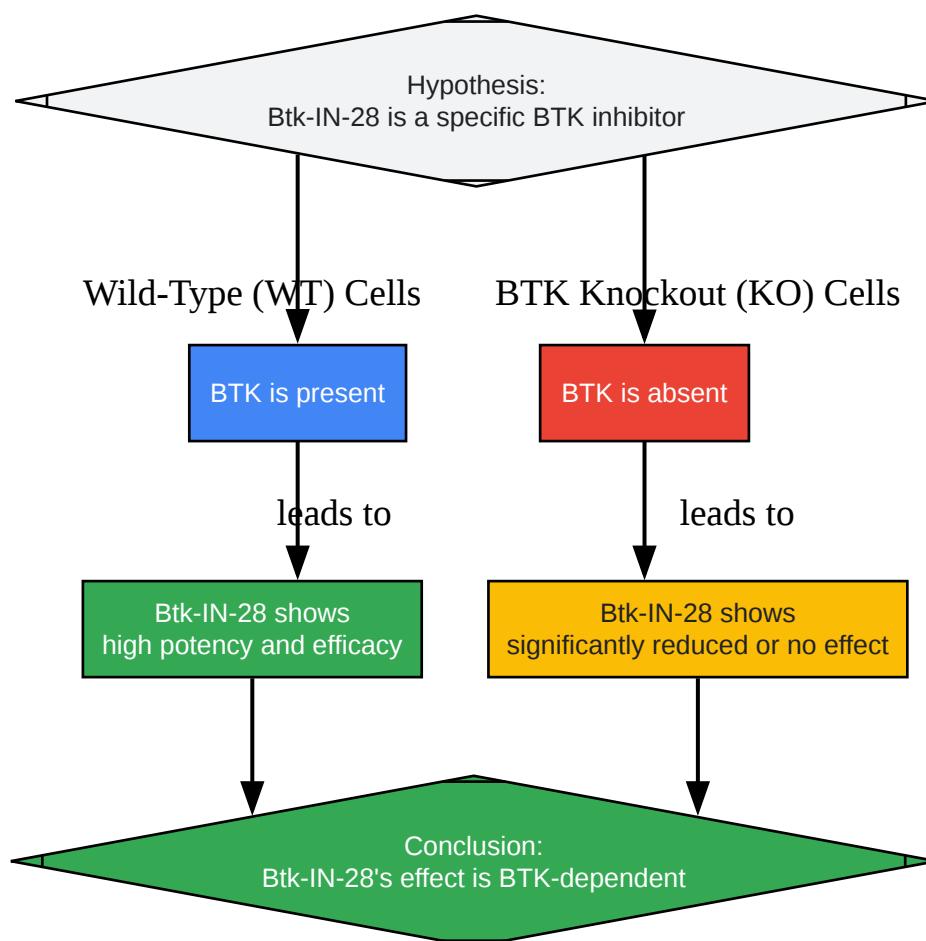 Hypothesis:
Btk-IN-28 is a specific BTK inhibitor
Wild-Type (WT) Cells
BTK Knockout (KO) Cells
BTK is present
BTK is absent
leads to
leads to
Btk-IN-28 shows
high potency and efficacy
Btk-IN-28 shows
significantly reduced or no effect
Conclusion:
Btk-IN-28's effect is BTK-dependent